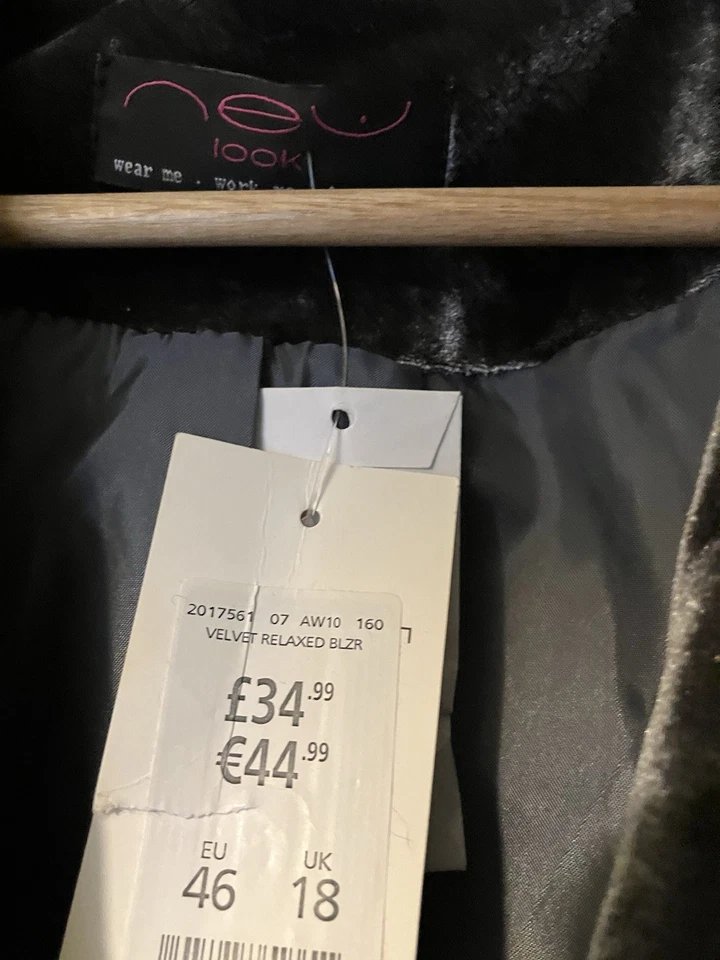 new
look
wear me . work
2017561 07 AW10 160
VELVET RELAXED BLZR
£34.99
€44.99
EU UK
46 18